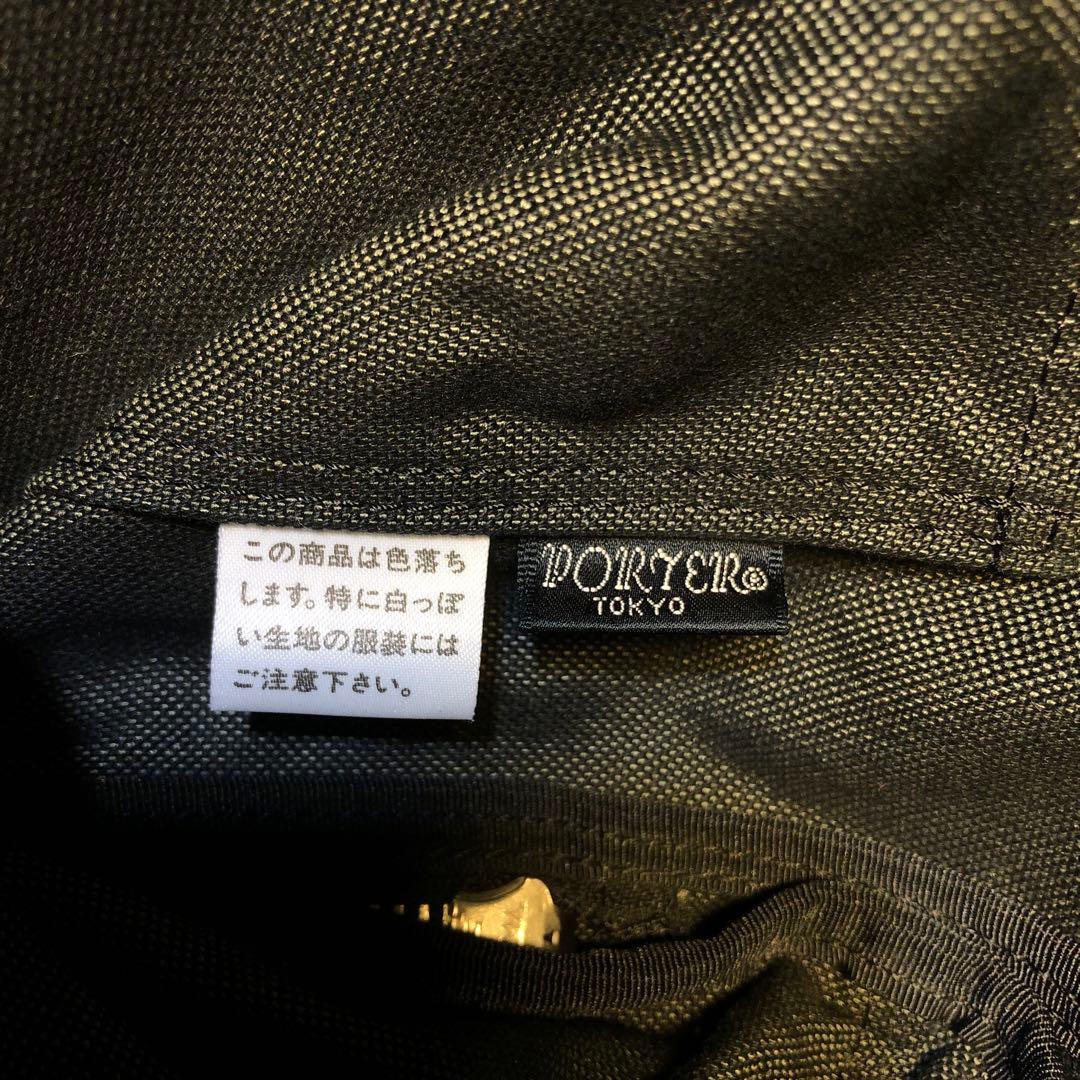 この商品は色落ち
します。特に白っぽ
い生地の服装には
ご注意下さい。
PORTER®
TOKYO